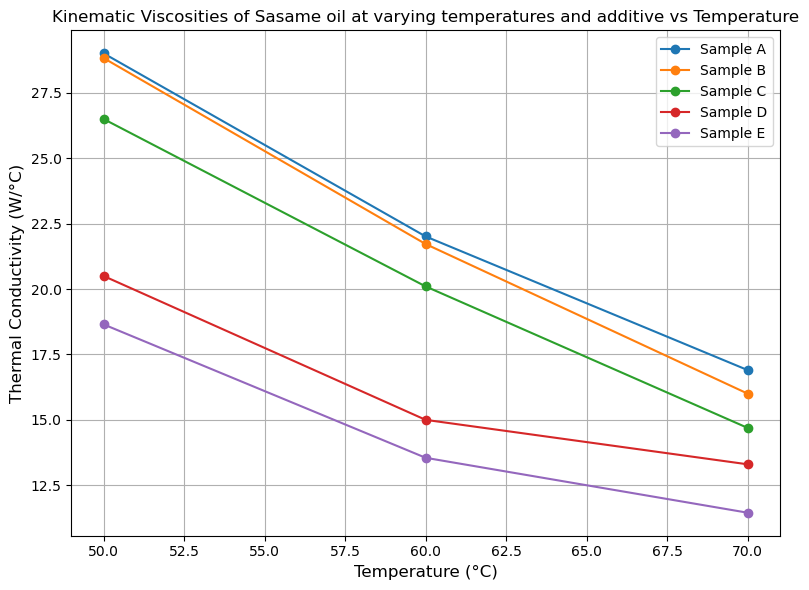 Kinematic Viscosities of Sasame oil at varying temperatures and additive vs Temperature
Sample A
Sample B
Sample C
Sample D
Sample E
Thermal Conductivity (W/°C)
27.5
25.0
22.5
20.0
17.5
15.0
12.5
50.0 52.5 55.0 57.5 60.0 62.5 65.0 67.5 70.0
Temperature (°C)